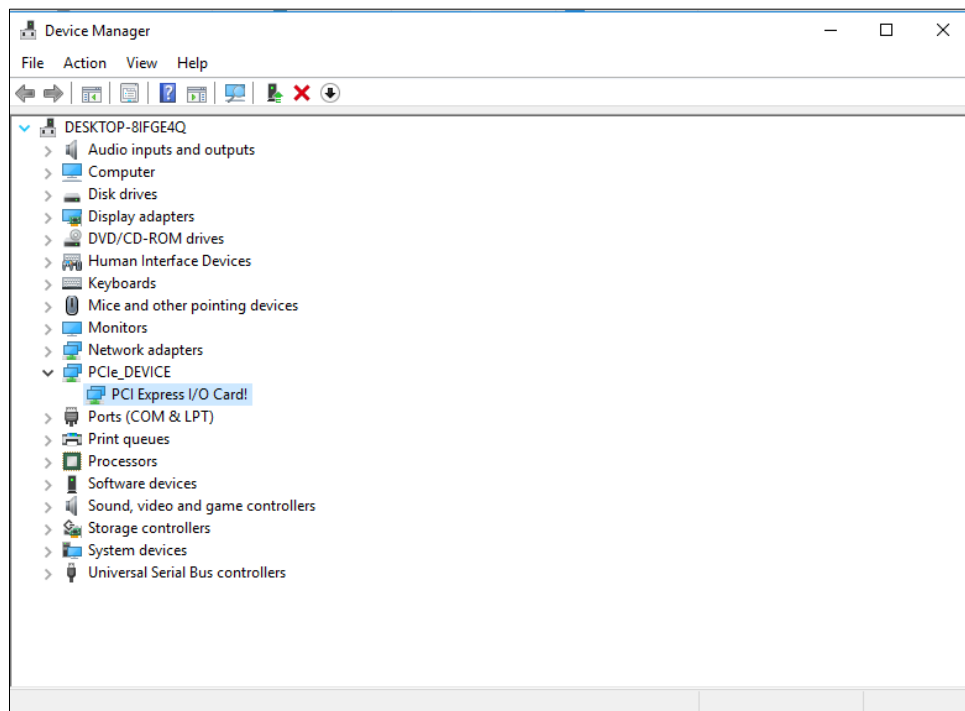 Device Manager
File Action View Help
DESKTOP-8IFGE4Q
Audio inputs and outputs
Computer
Disk drives
Display adapters
DVD/CD-ROM drives
Human Interface Devices
Keyboards
Mice and other pointing devices
Monitors
Network adapters
PCIe_DEVICE
PCI Express I/O Card!
Ports (COM & LPT)
Print queues
Processors
Software devices
Sound, video and game controllers
Storage controllers
System devices
Universal Serial Bus controllers